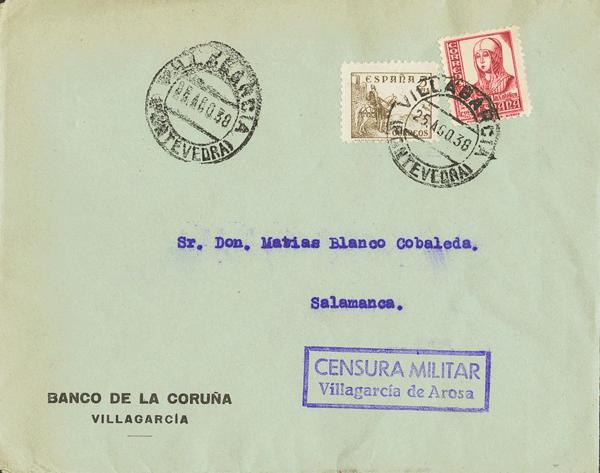 VILLAGARCIA
25 AGO. 38
(PONTEVEDRA)
ESPAÑA
CORREOS
VILLAGARCIA
25 AGO. 38
(PONTEVEDRA)
Sr. Don. Matias Blanco Cobaleda.
Salamanca.
CENSURA MILITAR
Villagarcía de Arosa
BANCO DE LA CORUÑA
VILLAGARCÍA